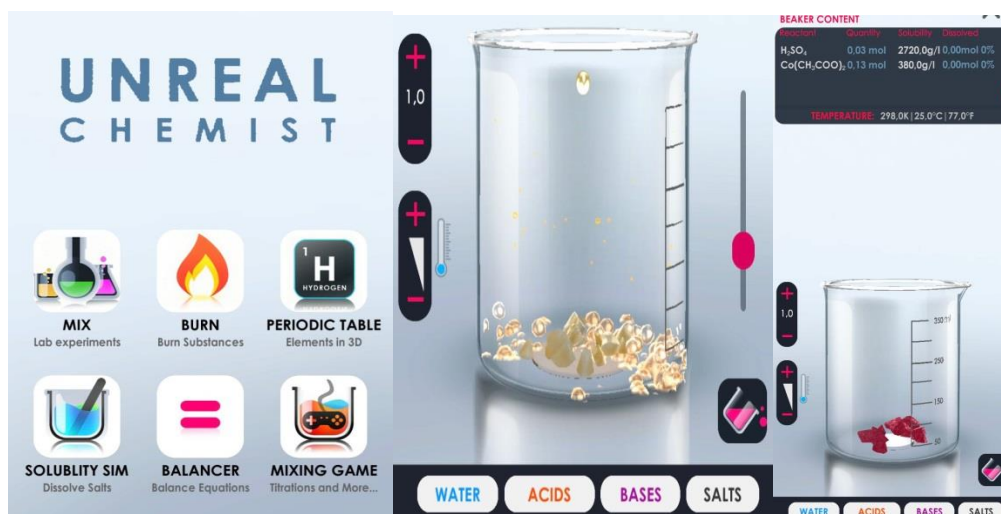 UNREAL
CHEMIST
1
H
HYDROGEN
MIX
Lab experiments
BURN
Burn Substances
PERIODIC TABLE
Elements in 3D
SOLUBLITY SIM
Dissolve Salts
BALANCER
Balance Equations
MIXING GAME
Titrations and More...
+
1,0
−
+
−
WATER ACIDS BASES SALTS
BEAKER CONTENT
Reactant Quantity Solubility Dissolved
H₂SO₄ 0,03 mol 2720,0g/l 0,00mol 0%
Co(CH₃COO)₂ 0,13 mol 380,0g/l 0,00mol 0%
TEMPERATURE: 298,0K|25.0°C|77.0°F
+
1,0
−
+
−
350 ml
250
150
50
WATER ACIDS BASES SALTS